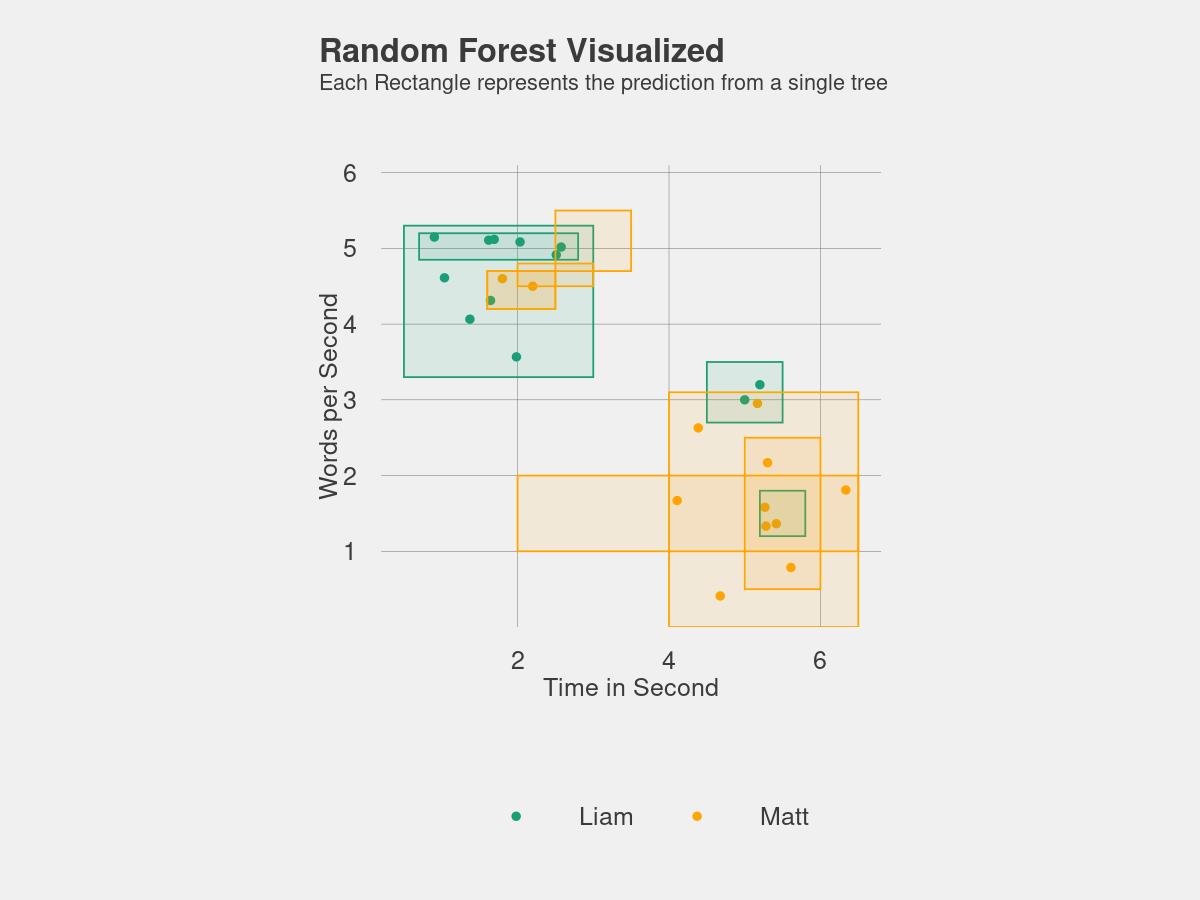 Random Forest Visualized
Each Rectangle represents the prediction from a single tree
Words per Second
6
5
4
3
2
1
2
4
6
Time in Second
Liam
Matt